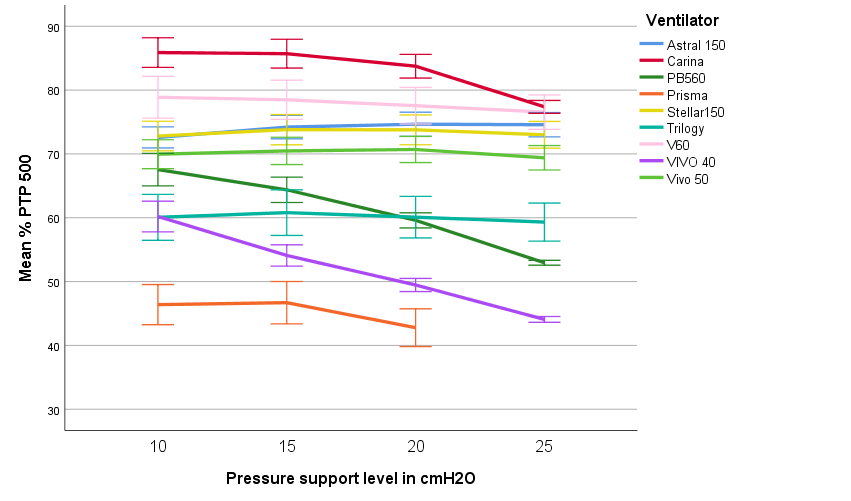 Ventilator
Astral 150
Carina
PB560
Prisma
Stellar150
Trilogy
V60
VIVO 40
Vivo 50
Mean % PTP 500
90
80
70
60
50
40
30
10 15 20 25
Pressure support level in cmH2O